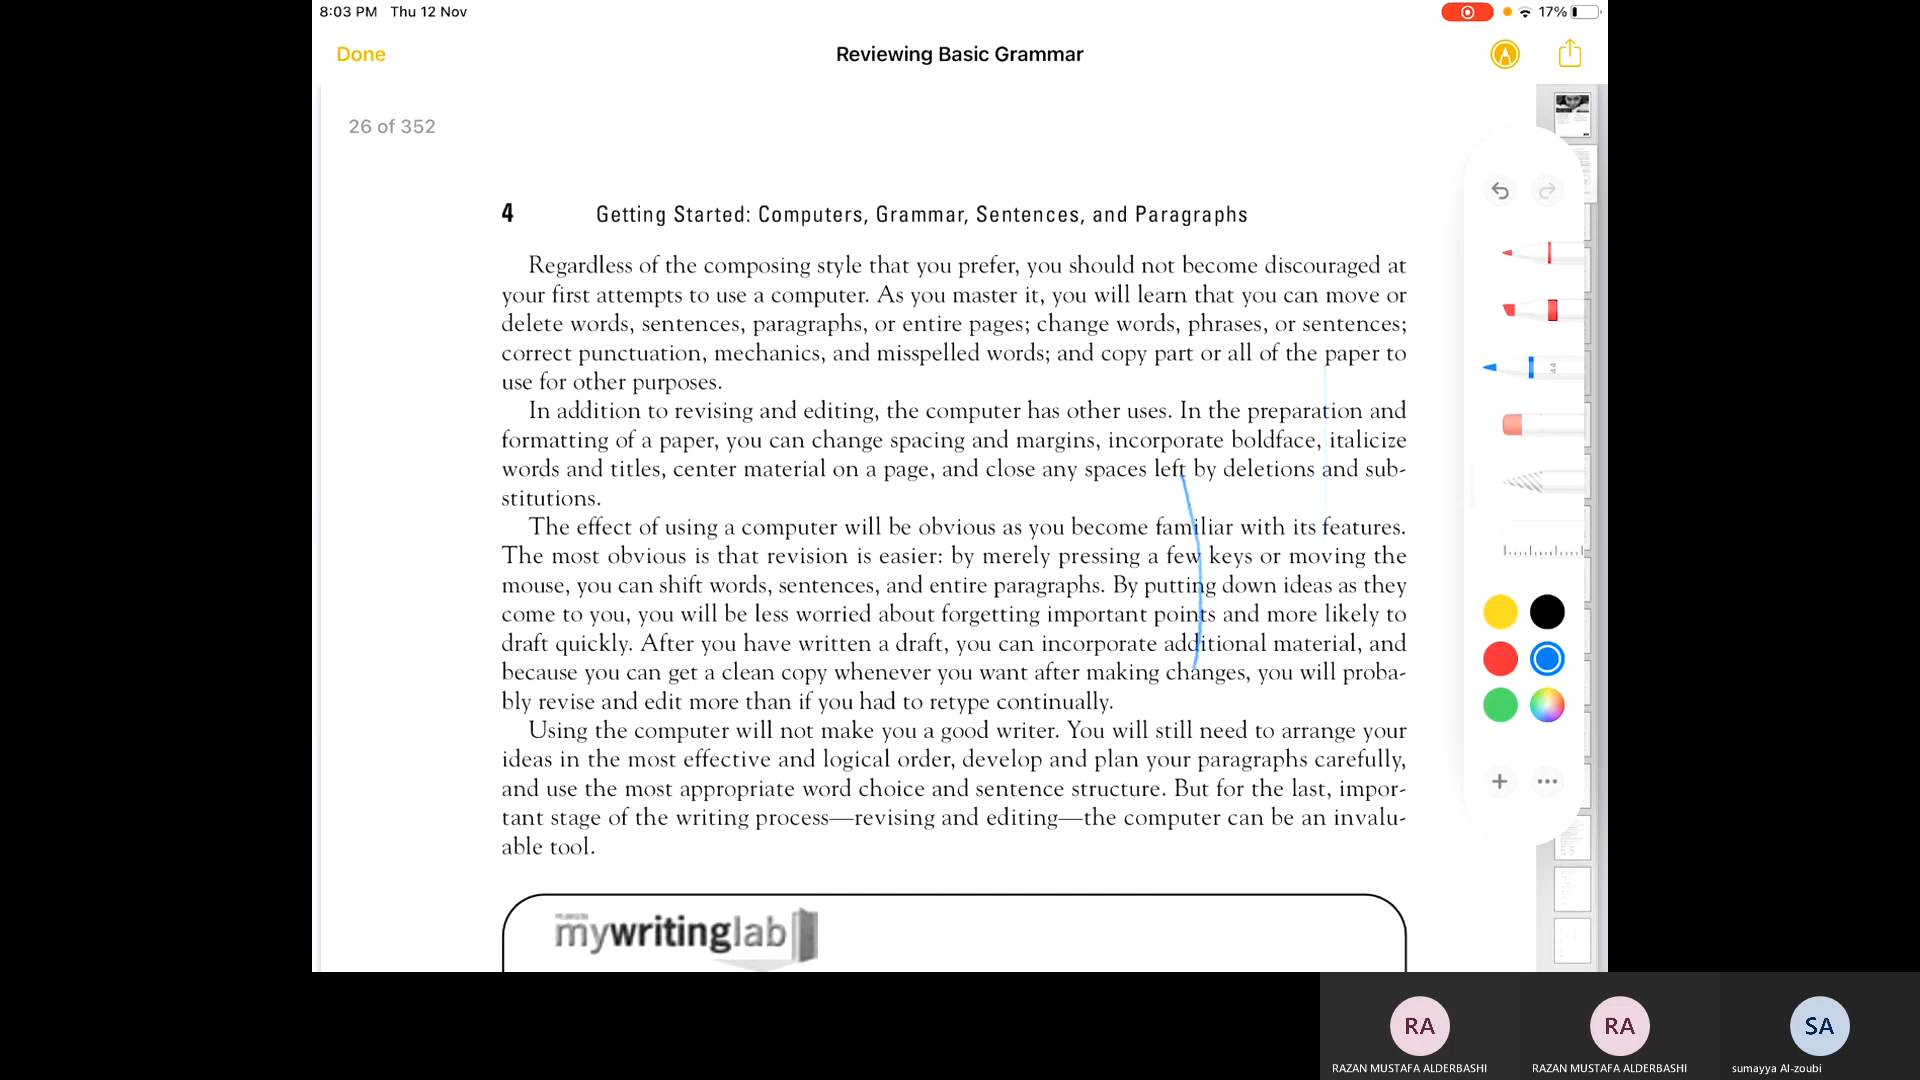 8:03 PM Thu 12 Nov
17%
Done
Reviewing Basic Grammar
26 of 352
4 Getting Started: Computers, Grammar, Sentences, and Paragraphs
Regardless of the composing style that you prefer, you should not become discouraged at
your first attempts to use a computer. As you master it, you will learn that you can move or
delete words, sentences, paragraphs, or entire pages; change words, phrases, or sentences;
correct punctuation, mechanics, and misspelled words; and copy part or all of the paper to
use for other purposes.
In addition to revising and editing, the computer has other uses. In the preparation and
formatting of a paper, you can change spacing and margins, incorporate boldface, italicize
words and titles, center material on a page, and close any spaces left by deletions and sub-
stitutions.
The effect of using a computer will be obvious as you become familiar with its features.
The most obvious is that revision is easier: by merely pressing a few keys or moving the
mouse, you can shift words, sentences, and entire paragraphs. By putting down ideas as they
come to you, you will be less worried about forgetting important points and more likely to
draft quickly. After you have written a draft, you can incorporate additional material, and
because you can get a clean copy whenever you want after making changes, you will proba-
bly revise and edit more than if you had to retype continually.
Using the computer will not make you a good writer. You will still need to arrange your
ideas in the most effective and logical order, develop and plan your paragraphs carefully,
and use the most appropriate word choice and sentence structure. But for the last, impor-
tant stage of the writing process—revising and editing—the computer can be an invalu-
able tool.
mywritinglab
44
RA RA SA
RAZAN MUSTAFA ALDERBASHI RAZAN MUSTAFA ALDERBASHI sumayya Al-zoubi